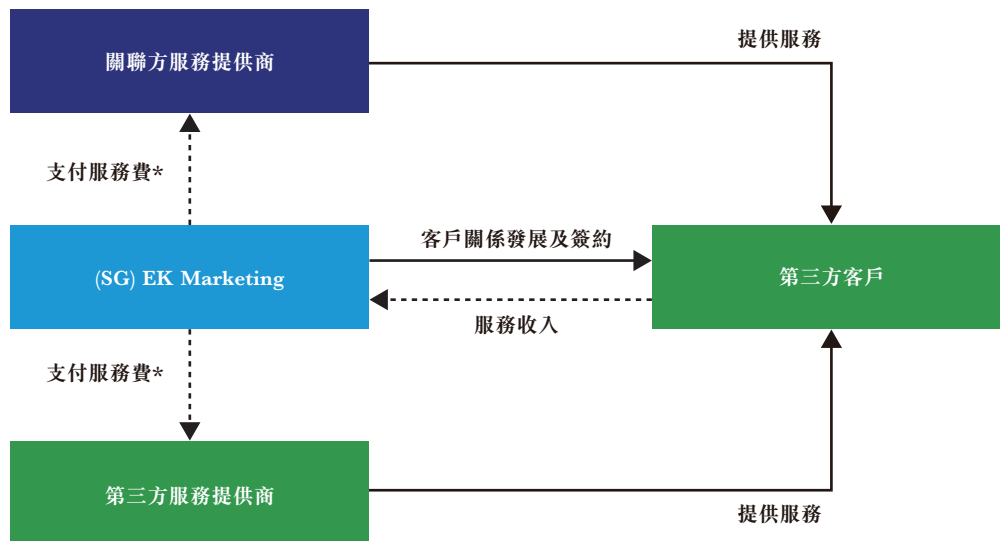 提供服務
關聯方服務提供商
支付服務費*
客戶關係發展及簽約
(SG) EK Marketing
第三方客戶
服務收入
支付服務費*
第三方服務提供商
提供服務